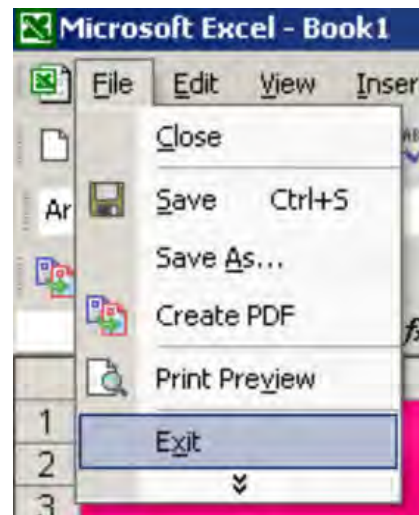 Microsoft Excel - Book1
File Edit View Inser
Close
Ar Save Ctrl+S
Save As...
Create PDF
Print Preview
1
Exit
2
3